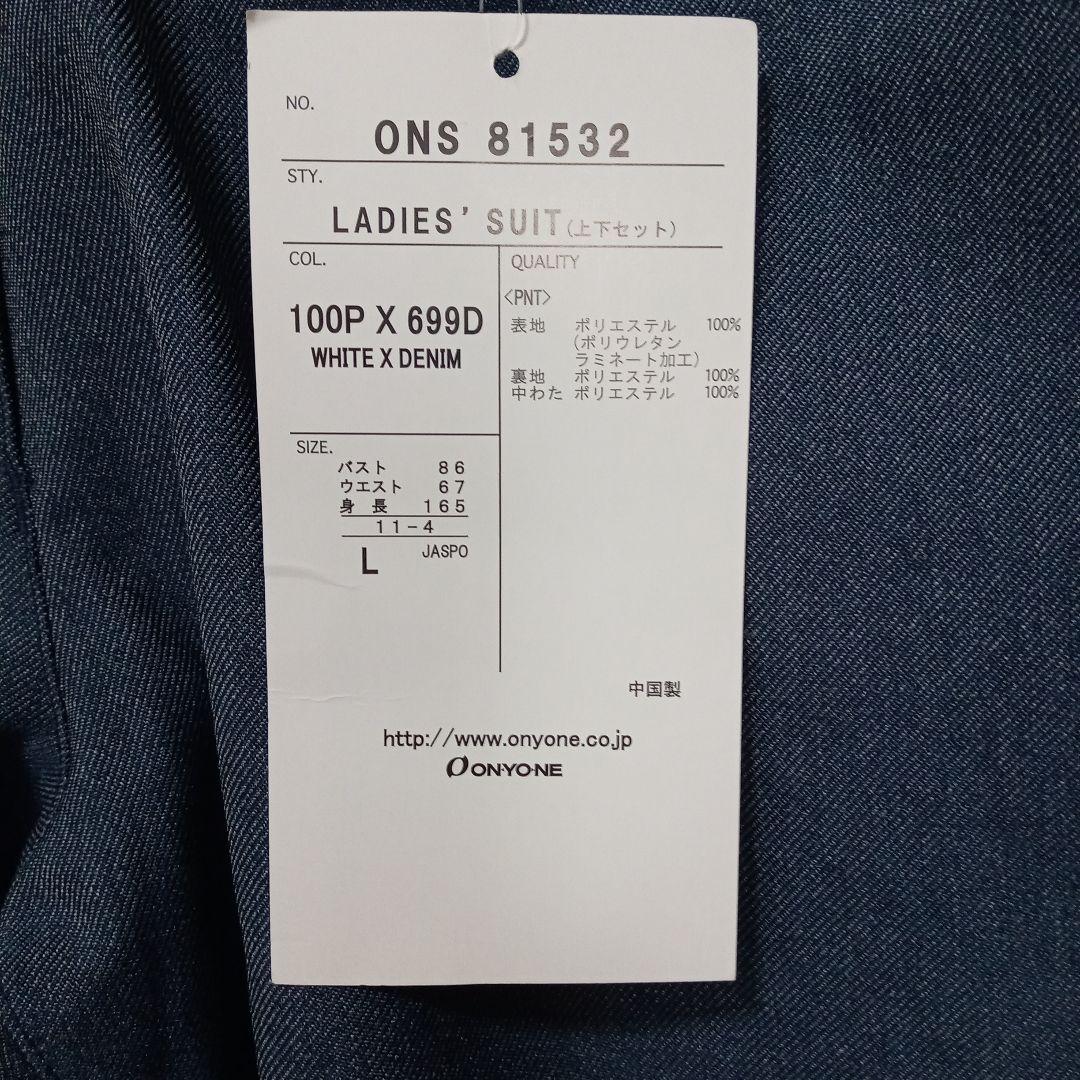 NO.
ONS 81532
STY.
LADIES' SUIT(上下セット)
COL.
100P X 699D
WHITE X DENIM
SIZE.
バスト 86
ウエスト 67
身長 165
11-4
L JASPO
QUALITY
<PNT>
表地 ポリエステル 100%
(ポリウレタン
ラミネート加工)
裏地 ポリエステル 100%
中わた ポリエステル 100%
中国製
http://www.onyone.co.jp
ON・YO・NE